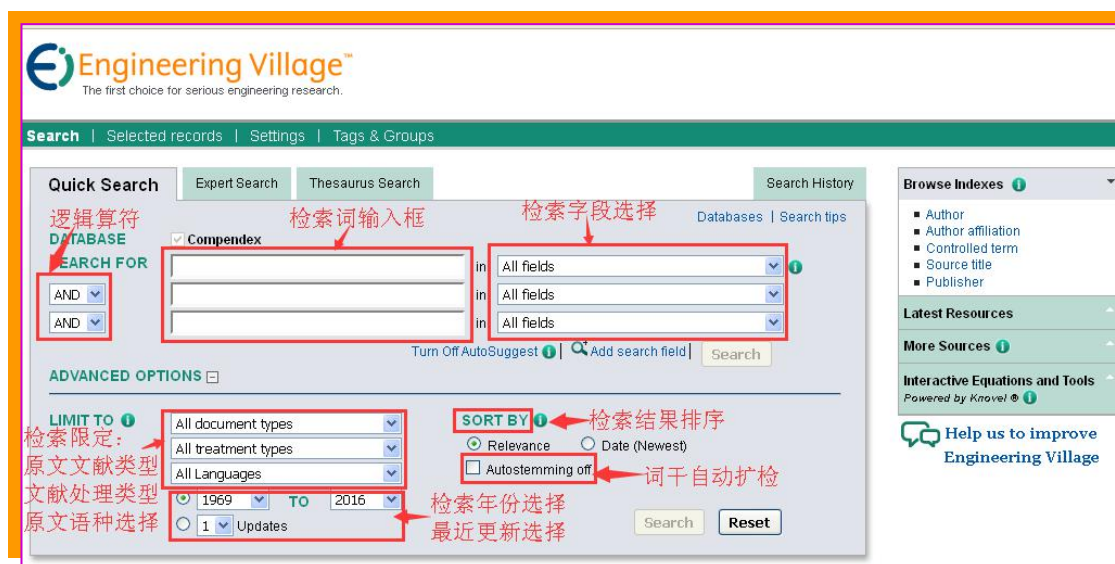 Engineering Village™
The first choice for serious engineering research.
Search | Selected records | Settings | Tags & Groups
Quick Search
Expert Search
Thesaurus Search
Search History
逻辑算符
检索词输入框
检索字段选择
Databases | Search tips
DATABASE
Compendex
SEARCH FOR
in
All fields
AND
in
All fields
AND
in
All fields
Turn Off AutoSuggest
Add search field
Search
ADVANCED OPTIONS
LIMIT TO
检索限定:
原文文献类型
文献处理类型
原文语种选择
All document types
All treatment types
All Languages
1969
TO
2016
1
Updates
检索年份选择
最近更新选择
SORT BY
检索结果排序
Relevance
Date (Newest)
Autostemming off
词干自动扩检
Search
Reset
Browse Indexes
Author
Author affiliation
Controlled term
Source title
Publisher
Latest Resources
More Sources
Interactive Equations and Tools
Powered by Knovel ®
Help us to improve
Engineering Village